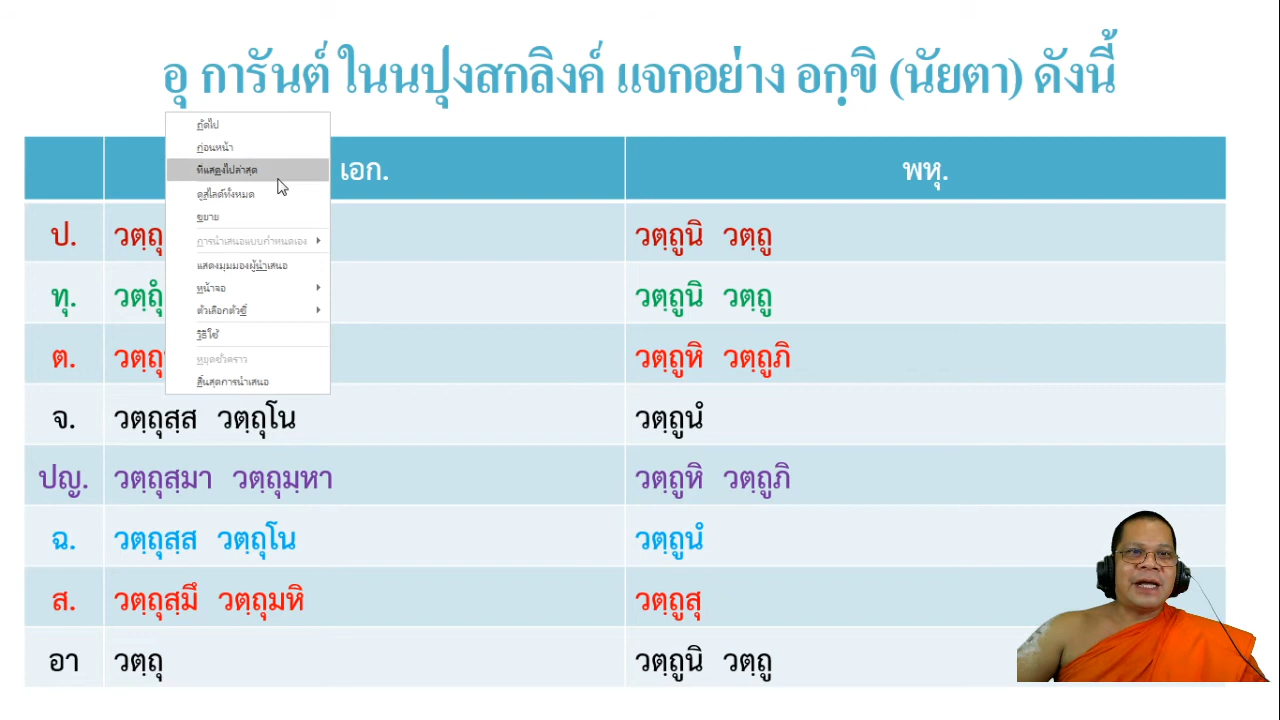 อุ การันต์ ในนปุงสกลิงค์ แจกอย่าง อกฺขิ (นัยตา) ดังนี้
เอก. พหุ.
ป. วตฺถุ วตฺถูนิ วตฺถู
ทุ. วตฺถุํ วตฺถูนิ วตฺถู
ต. วตฺถูหิ วตฺถูภิ
จ. วตฺถุสฺส วตฺถุโน วตฺถูนํ
ปญ. วตฺถุสฺมา วตฺถุมฺหา วตฺถูหิ วตฺถูภิ
ฉ. วตฺถุสฺส วตฺถุโน วตฺถูนํ
ส. วตฺถุสฺมึ วตฺถุมหิ วตฺถูสุ
อา วตฺถุ วตฺถูนิ วตฺถู
ถัดไป
ก่อนหน้า
ที่แสดงไปล่าสุด
ดูสไลด์ทั้งหมด
ขยาย
การนำเสนอแบบกำหนดเอง
แสดงมุมมองผู้นำเสนอ
หน้าจอ
ตัวเลือกตัวชี้
วิธีใช้
หยุดชั่วคราว
สิ้นสุดการนำเสนอ